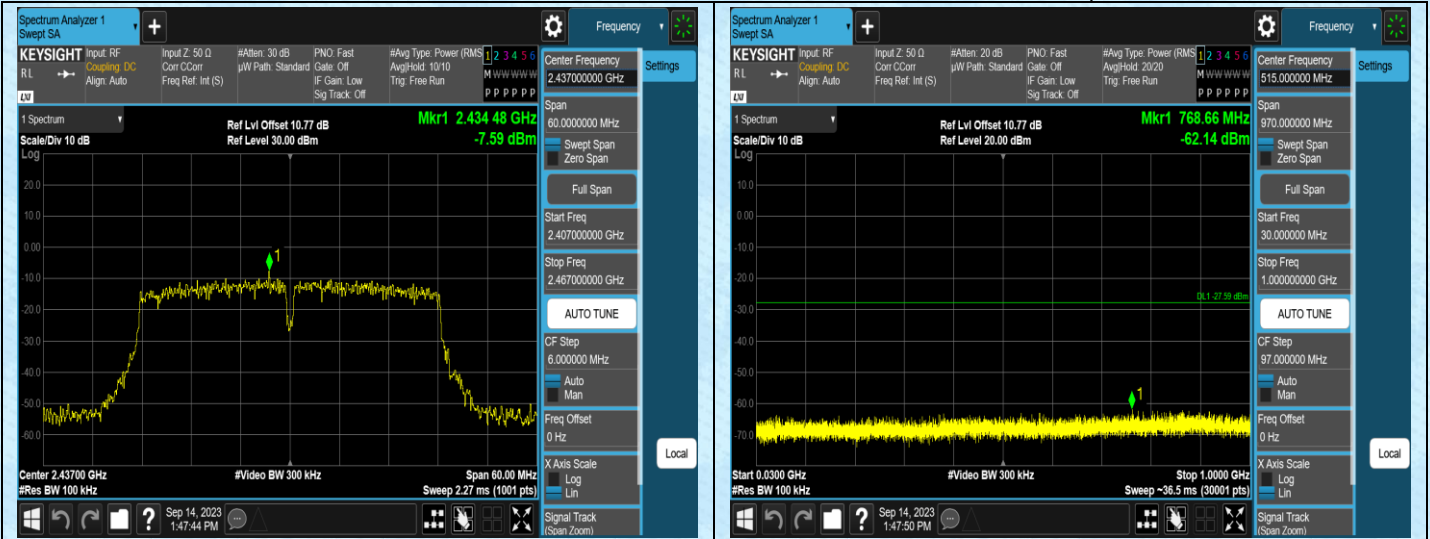 Spectrum Analyzer 1
Swept SA
+
Frequency
KEYSIGHT
RL
LXI
Input: RF
Coupling: DC
Align: Auto
Input Z: 50 Ω
Corr CCorr
Freq Ref: Int (S)
#Atten: 30 dB
µW Path: Standard
PNO: Fast
Gate: Off
IF Gain: Low
Sig Track: Off
#Avg Type: Power (RMS
Avg|Hold: 10/10
Trig: Free Run
1 2 3 4 5 6
M W W W W W
P P P P P P
Center Frequency
2.437000000 GHz
Settings
Span
60.0000000 MHz
Swept Span
Zero Span
Full Span
Start Freq
2.407000000 GHz
Stop Freq
2.467000000 GHz
AUTO TUNE
CF Step
6.000000 MHz
Auto
Man
Freq Offset
0 Hz
X Axis Scale
Log
Lin
Signal Track
(Span Zoom)
Local
1 Spectrum
Scale/Div 10 dB
Log
Ref Lvl Offset 10.77 dB
Ref Level 30.00 dBm
Mkr1 2.434 48 GHz
-7.59 dBm
20.0
10.0
0.00
-10.0
-20.0
-30.0
-40.0
-50.0
-60.0
1
Center 2.43700 GHz
#Res BW 100 kHz
#Video BW 300 kHz
Span 60.00 MHz
Sweep 2.27 ms (1001 pts)
?
Sep 14, 2023
1:47:44 PM
Spectrum Analyzer 1
Swept SA
+
Frequency
KEYSIGHT
RL
LXI
Input: RF
Coupling: DC
Align: Auto
Input Z: 50 Ω
Corr CCorr
Freq Ref: Int (S)
#Atten: 20 dB
µW Path: Standard
PNO: Fast
Gate: Off
IF Gain: Low
Sig Track: Off
#Avg Type: Power (RMS
Avg|Hold: 20/20
Trig: Free Run
1 2 3 4 5 6
M W W W W W
P P P P P P
Center Frequency
515.000000 MHz
Settings
Span
970.000000 MHz
Swept Span
Zero Span
Full Span
Start Freq
30.000000 MHz
Stop Freq
1.000000000 GHz
AUTO TUNE
CF Step
97.000000 MHz
Auto
Man
Freq Offset
0 Hz
X Axis Scale
Log
Lin
Signal Track
(Span Zoom)
Local
1 Spectrum
Scale/Div 10 dB
Log
Ref Lvl Offset 10.77 dB
Ref Level 20.00 dBm
Mkr1 768.66 MHz
-62.14 dBm
10.0
0.00
-10.0
-20.0
-30.0
-40.0
-50.0
-60.0
-70.0
DL1 -27.59 dBm
1
Start 0.0300 GHz
#Res BW 100 kHz
#Video BW 300 kHz
Stop 1.0000 GHz
Sweep ~36.5 ms (30001 pts)
?
Sep 14, 2023
1:47:50 PM